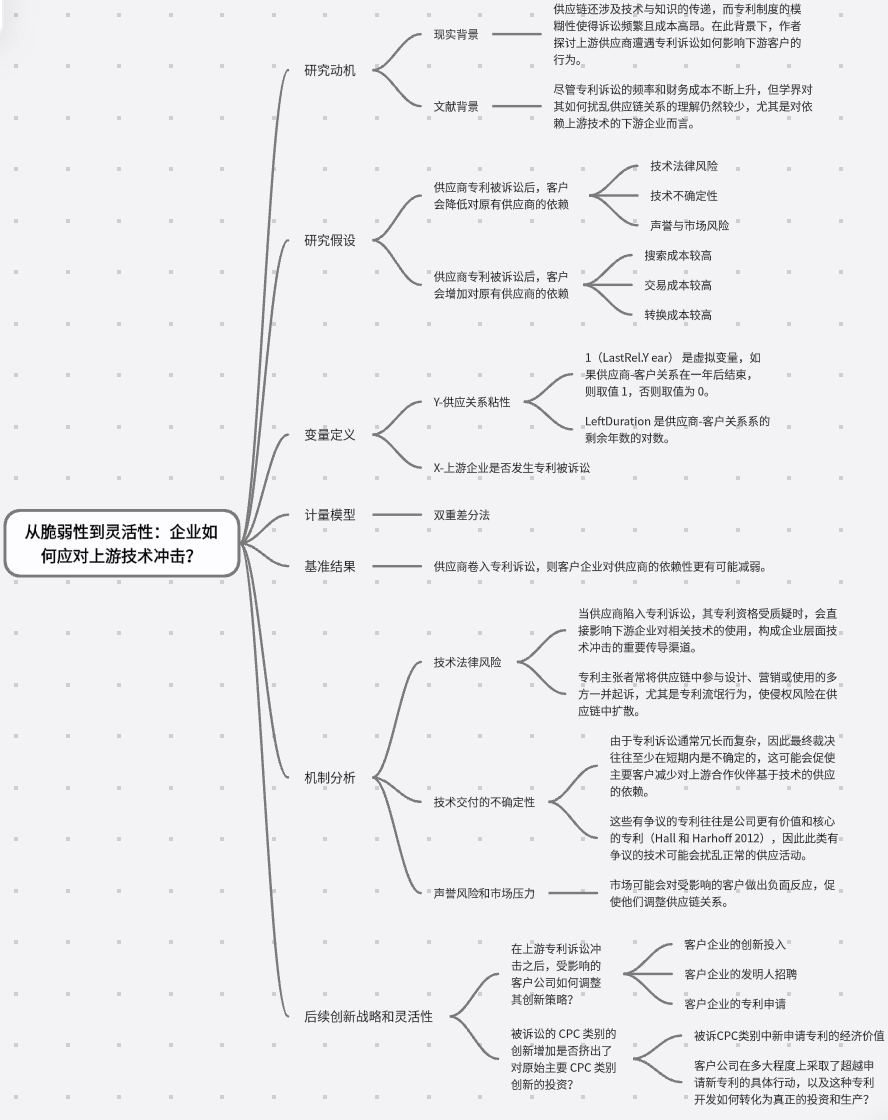 供应链还涉及技术与知识的传递，而专利制度的模
糊性使得诉讼频繁且成本高昂。在此背景下，作者
探讨上游供应商遭遇专利诉讼如何影响下游客户的
行为。
现实背景
研究动机
文献背景
尽管专利诉讼的频率和财务成本不断上升，但学界对
其如何扰乱供应链关系的理解仍然较少，尤其是对依
赖上游技术的下游企业而言。
研究假设
供应商专利被诉讼后，客户
会降低对原有供应商的依赖
技术法律风险
技术不确定性
声誉与市场风险
供应商专利被诉讼后，客户
会增加对原有供应商的依赖
搜索成本较高
交易成本较高
转换成本较高
变量定义
Y-供应关系粘性
1（LastRel.Y ear） 是虚拟变量，如
果供应商-客户关系在一年后结束，
则取值 1，否则取值为 0。
LeftDuration 是供应商-客户关系系的
剩余年数的对数。
X-上游企业是否发生专利被诉讼
从脆弱性到灵活性：企业如
何应对上游技术冲击？
计量模型
双重差分法
基准结果
供应商卷入专利诉讼，则客户企业对供应商的依赖性更有可能减弱。
机制分析
技术法律风险
当供应商陷入专利诉讼，其专利资格受质疑时，会直
接影响下游企业对相关技术的使用，构成企业层面技
术冲击的重要传导渠道。
专利主张者常将供应链中参与设计、营销或使用的多
方一并起诉，尤其是专利流氓行为，使侵权风险在供
应链中扩散。
技术交付的不确定性
由于专利诉讼通常冗长而复杂，因此最终裁决
往往至少在短期内是不确定的，这可能会促使
主要客户减少对上游合作伙伴基于技术的供应
的依赖。
这些有争议的专利往往是公司更有价值和核心
的专利（Hall 和 Harhoff 2012），因此此类有
争议的技术可能会扰乱正常的供应活动。
声誉风险和市场压力
市场可能会对受影响的客户做出负面反应，促
使他们调整供应链关系。
后续创新战略和灵活性
在上游专利诉讼冲
击之后，受影响的
客户公司如何调整
其创新策略？
客户企业的创新投入
客户企业的发明人招聘
客户企业的专利申请
被诉讼的 CPC 类别的
创新增加是否挤出了
对原始主要 CPC 类别
创新的投资？
被诉CPC类别中新申请专利的经济价值
客户公司在多大程度上采取了超越申
请新专利的具体行动，以及这种专利
开发如何转化为真正的投资和生产？